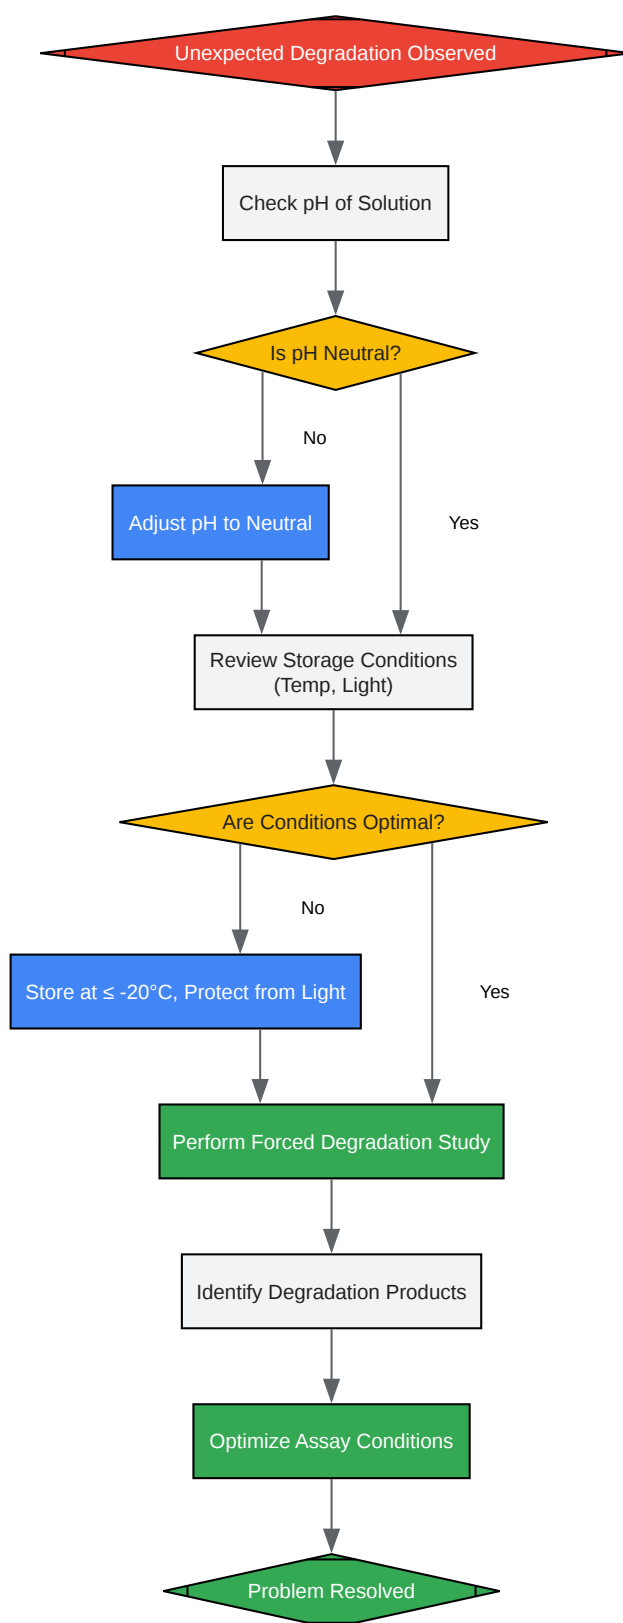 Unexpected Degradation Observed
Check pH of Solution
Is pH Neutral?
No
Adjust pH to Neutral
Yes
Review Storage Conditions
(Temp, Light)
Are Conditions Optimal?
No
Store at ≤ -20°C, Protect from Light
Yes
Perform Forced Degradation Study
Identify Degradation Products
Optimize Assay Conditions
Problem Resolved